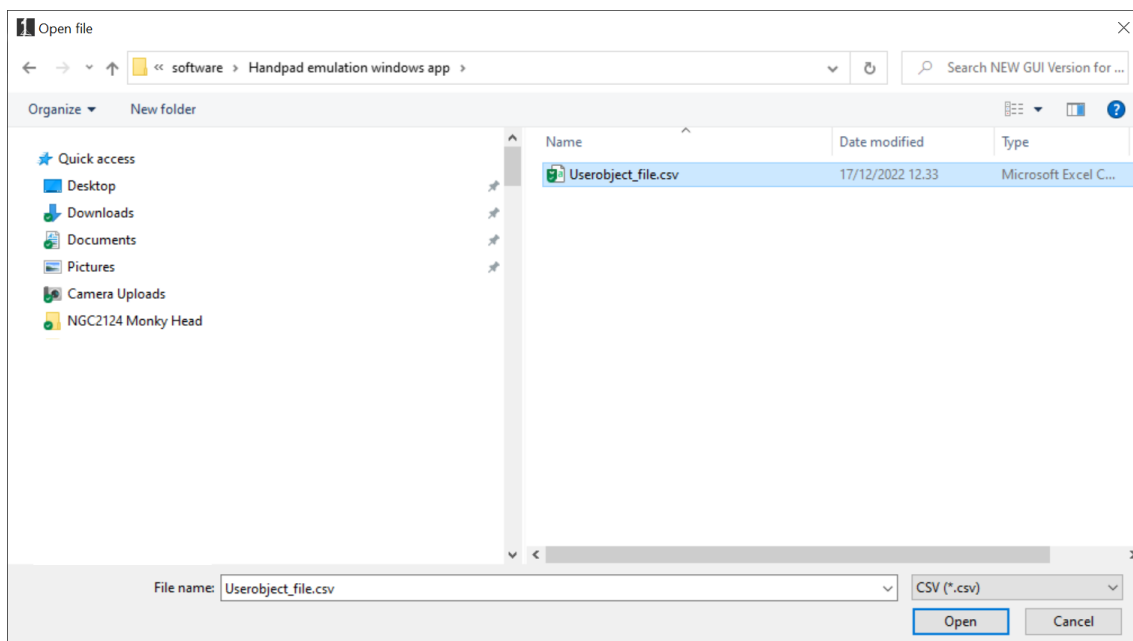 Open file
« software > Handpad emulation windows app >
Search NEW GUI Version for ...
Organize
New folder
?
Name
Date modified
Type
Quick access
Desktop
Downloads
Documents
Pictures
Camera Uploads
NGC2124 Monky Head
Userobject_file.csv
17/12/2022 12.33
Microsoft Excel C...
File name:
Userobject_file.csv
CSV (*.csv)
Open
Cancel